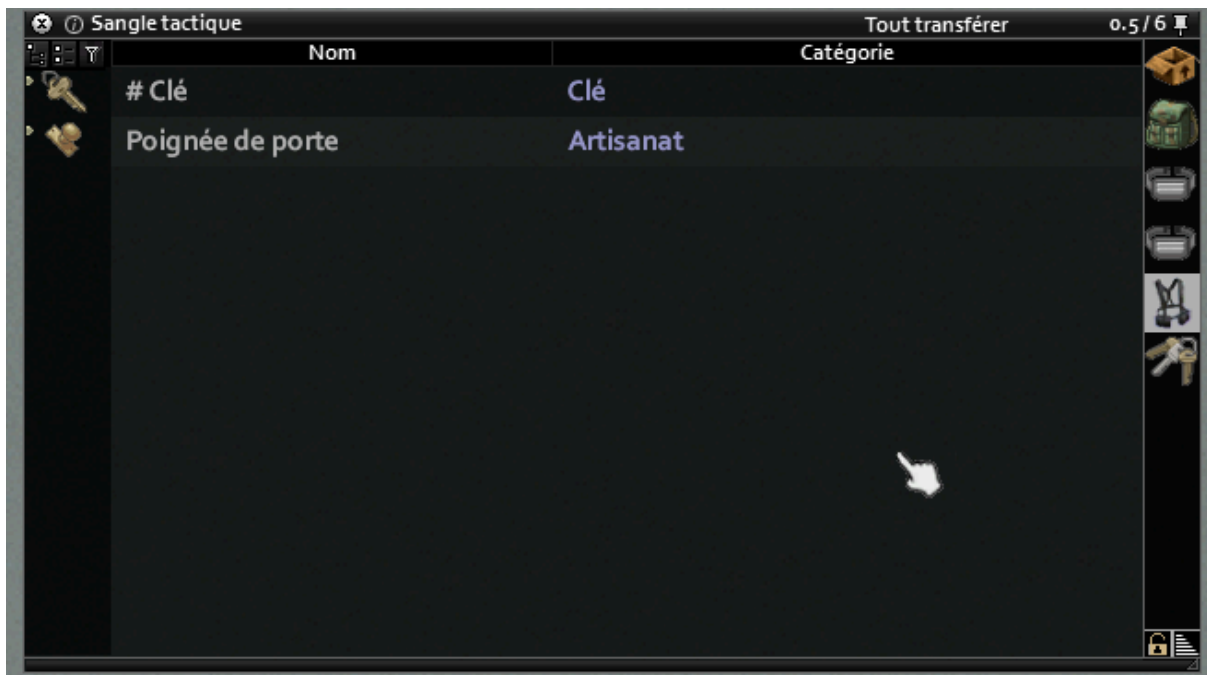 Sangle tactique Tout transférer 0.5 / 6
Nom Catégorie
# Clé Clé
Poignée de porte Artisanat